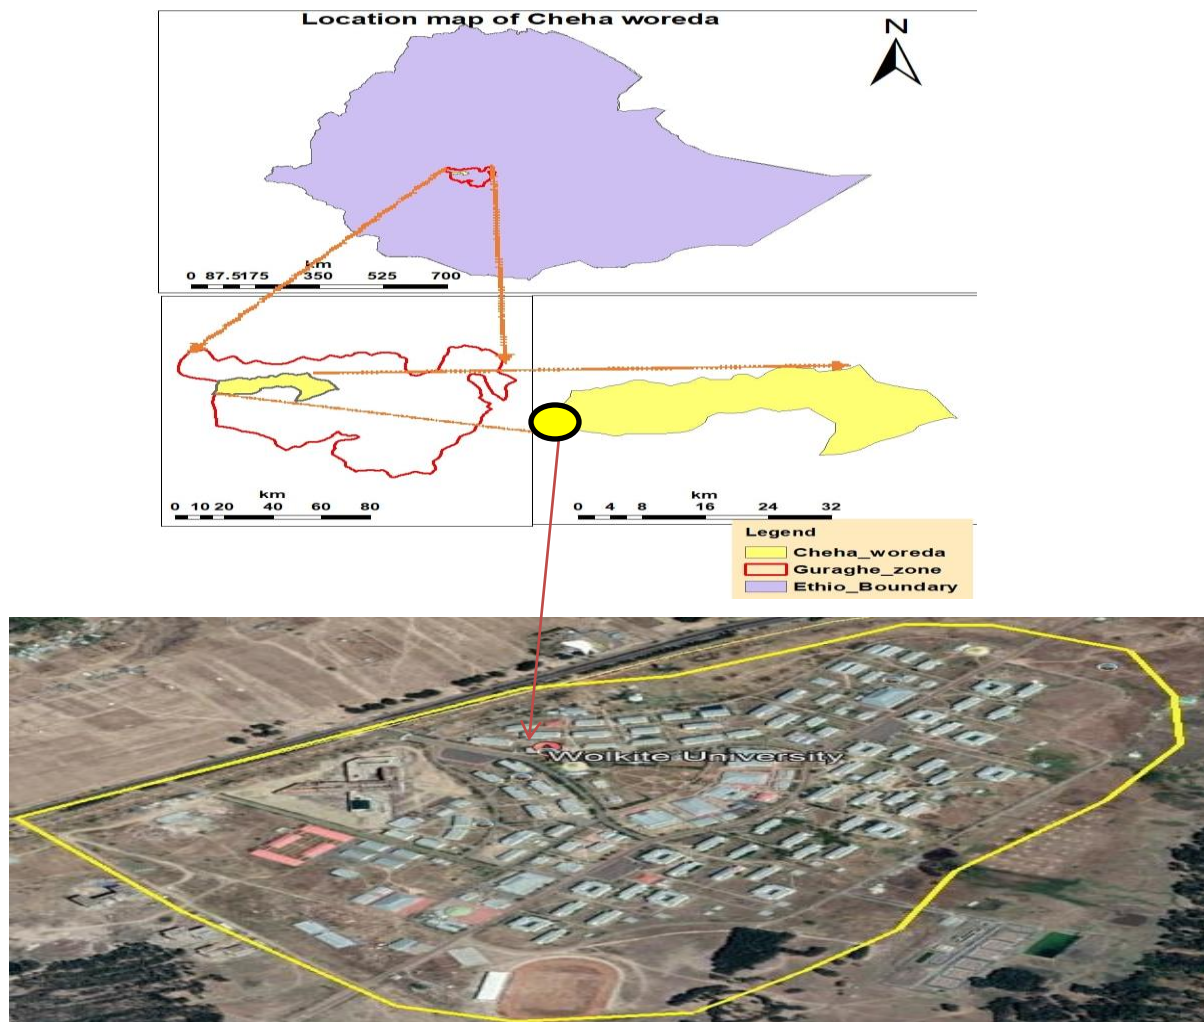 Location map of Cheha woreda
N
km
0 87.5175 350 525 700
km
0 10 20 40 60 80
km
0 4 8 16 24 32
Legend
Cheha_woreda
Guraghe_zone
Ethio_Boundary
Wolkite University